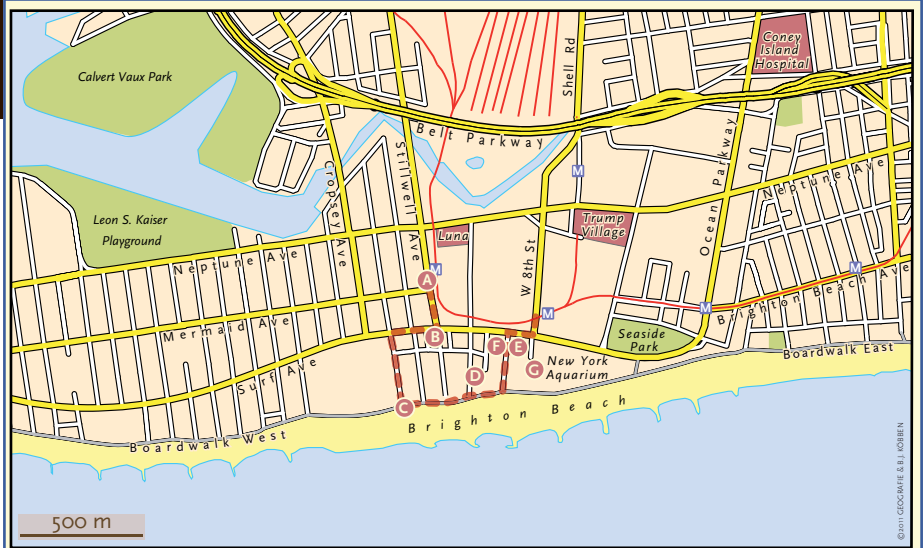 Coney
Island
Hospital
Calvert Vaux Park
Shell Rd
Belt Parkway
Cropsey Ave
Stillwell Ave
Ocean Parkway
Neptune Ave
M
Leon S. Kaiser
Playground
Luna
Trump
Village
W 8th St
Neptune Ave
M
M
A
Brighton Beach Ave
M
M
Mermaid Ave
B
F
E
Seaside
Park
Boardwalk East
Surf Ave
D
G
New York
Aquarium
C
Brighton Beach
Boardwalk West
500 m
©2011 GEOGRAFIE & B.J. KÖBBEN